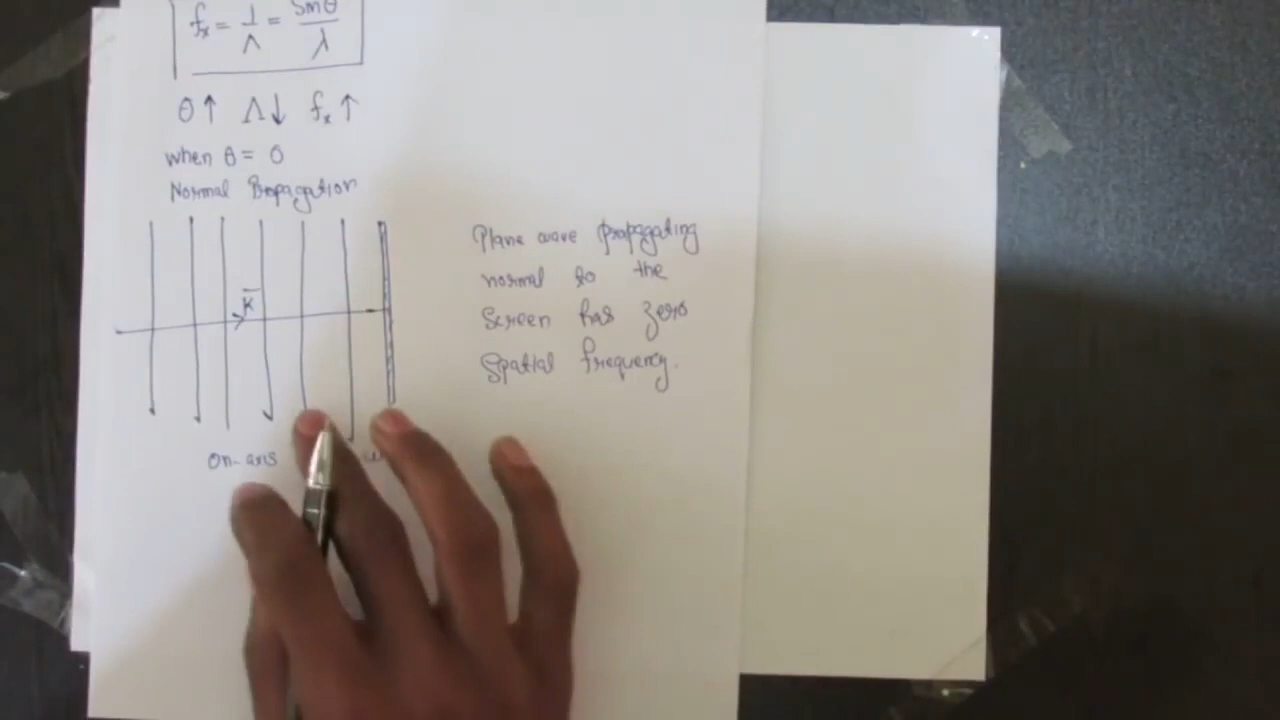 fx = 1/Λ = Sinθ/λ
θ↑ Λ↓ fx↑
when θ = 0
Normal Propagation
k
On-axis
Plane wave propagating
normal to the
Screen has zero
Spatial frequency.